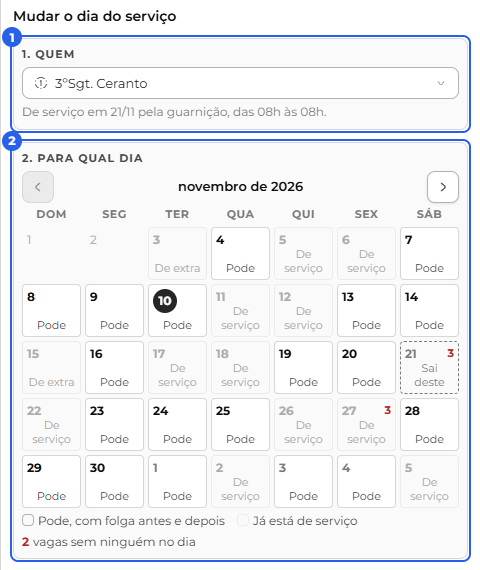 Mudar o dia do serviço
1
1. QUEM
1 3ºSgt. Ceranto
De serviço em 21/11 pela guarnição, das 08h às 08h.
2
2. PARA QUAL DIA
novembro de 2026
DOM SEG TER QUA QUI SEX SÁB
1 2 3 4 5 6 7
De extra Pode De serviço De serviço Pode
8 9 10 11 12 13 14
Pode Pode Pode De serviço De serviço Pode Pode
15 16 17 18 19 20 21 3
De extra Pode De serviço De serviço Pode Pode Sai deste
22 23 24 25 26 27 3 28
De serviço Pode Pode Pode De serviço De serviço Pode
29 30 1 2 3 4 5
Pode Pode Pode De serviço Pode Pode De serviço
Pode, com folga antes e depois Já está de serviço
2 vagas sem ninguém no dia